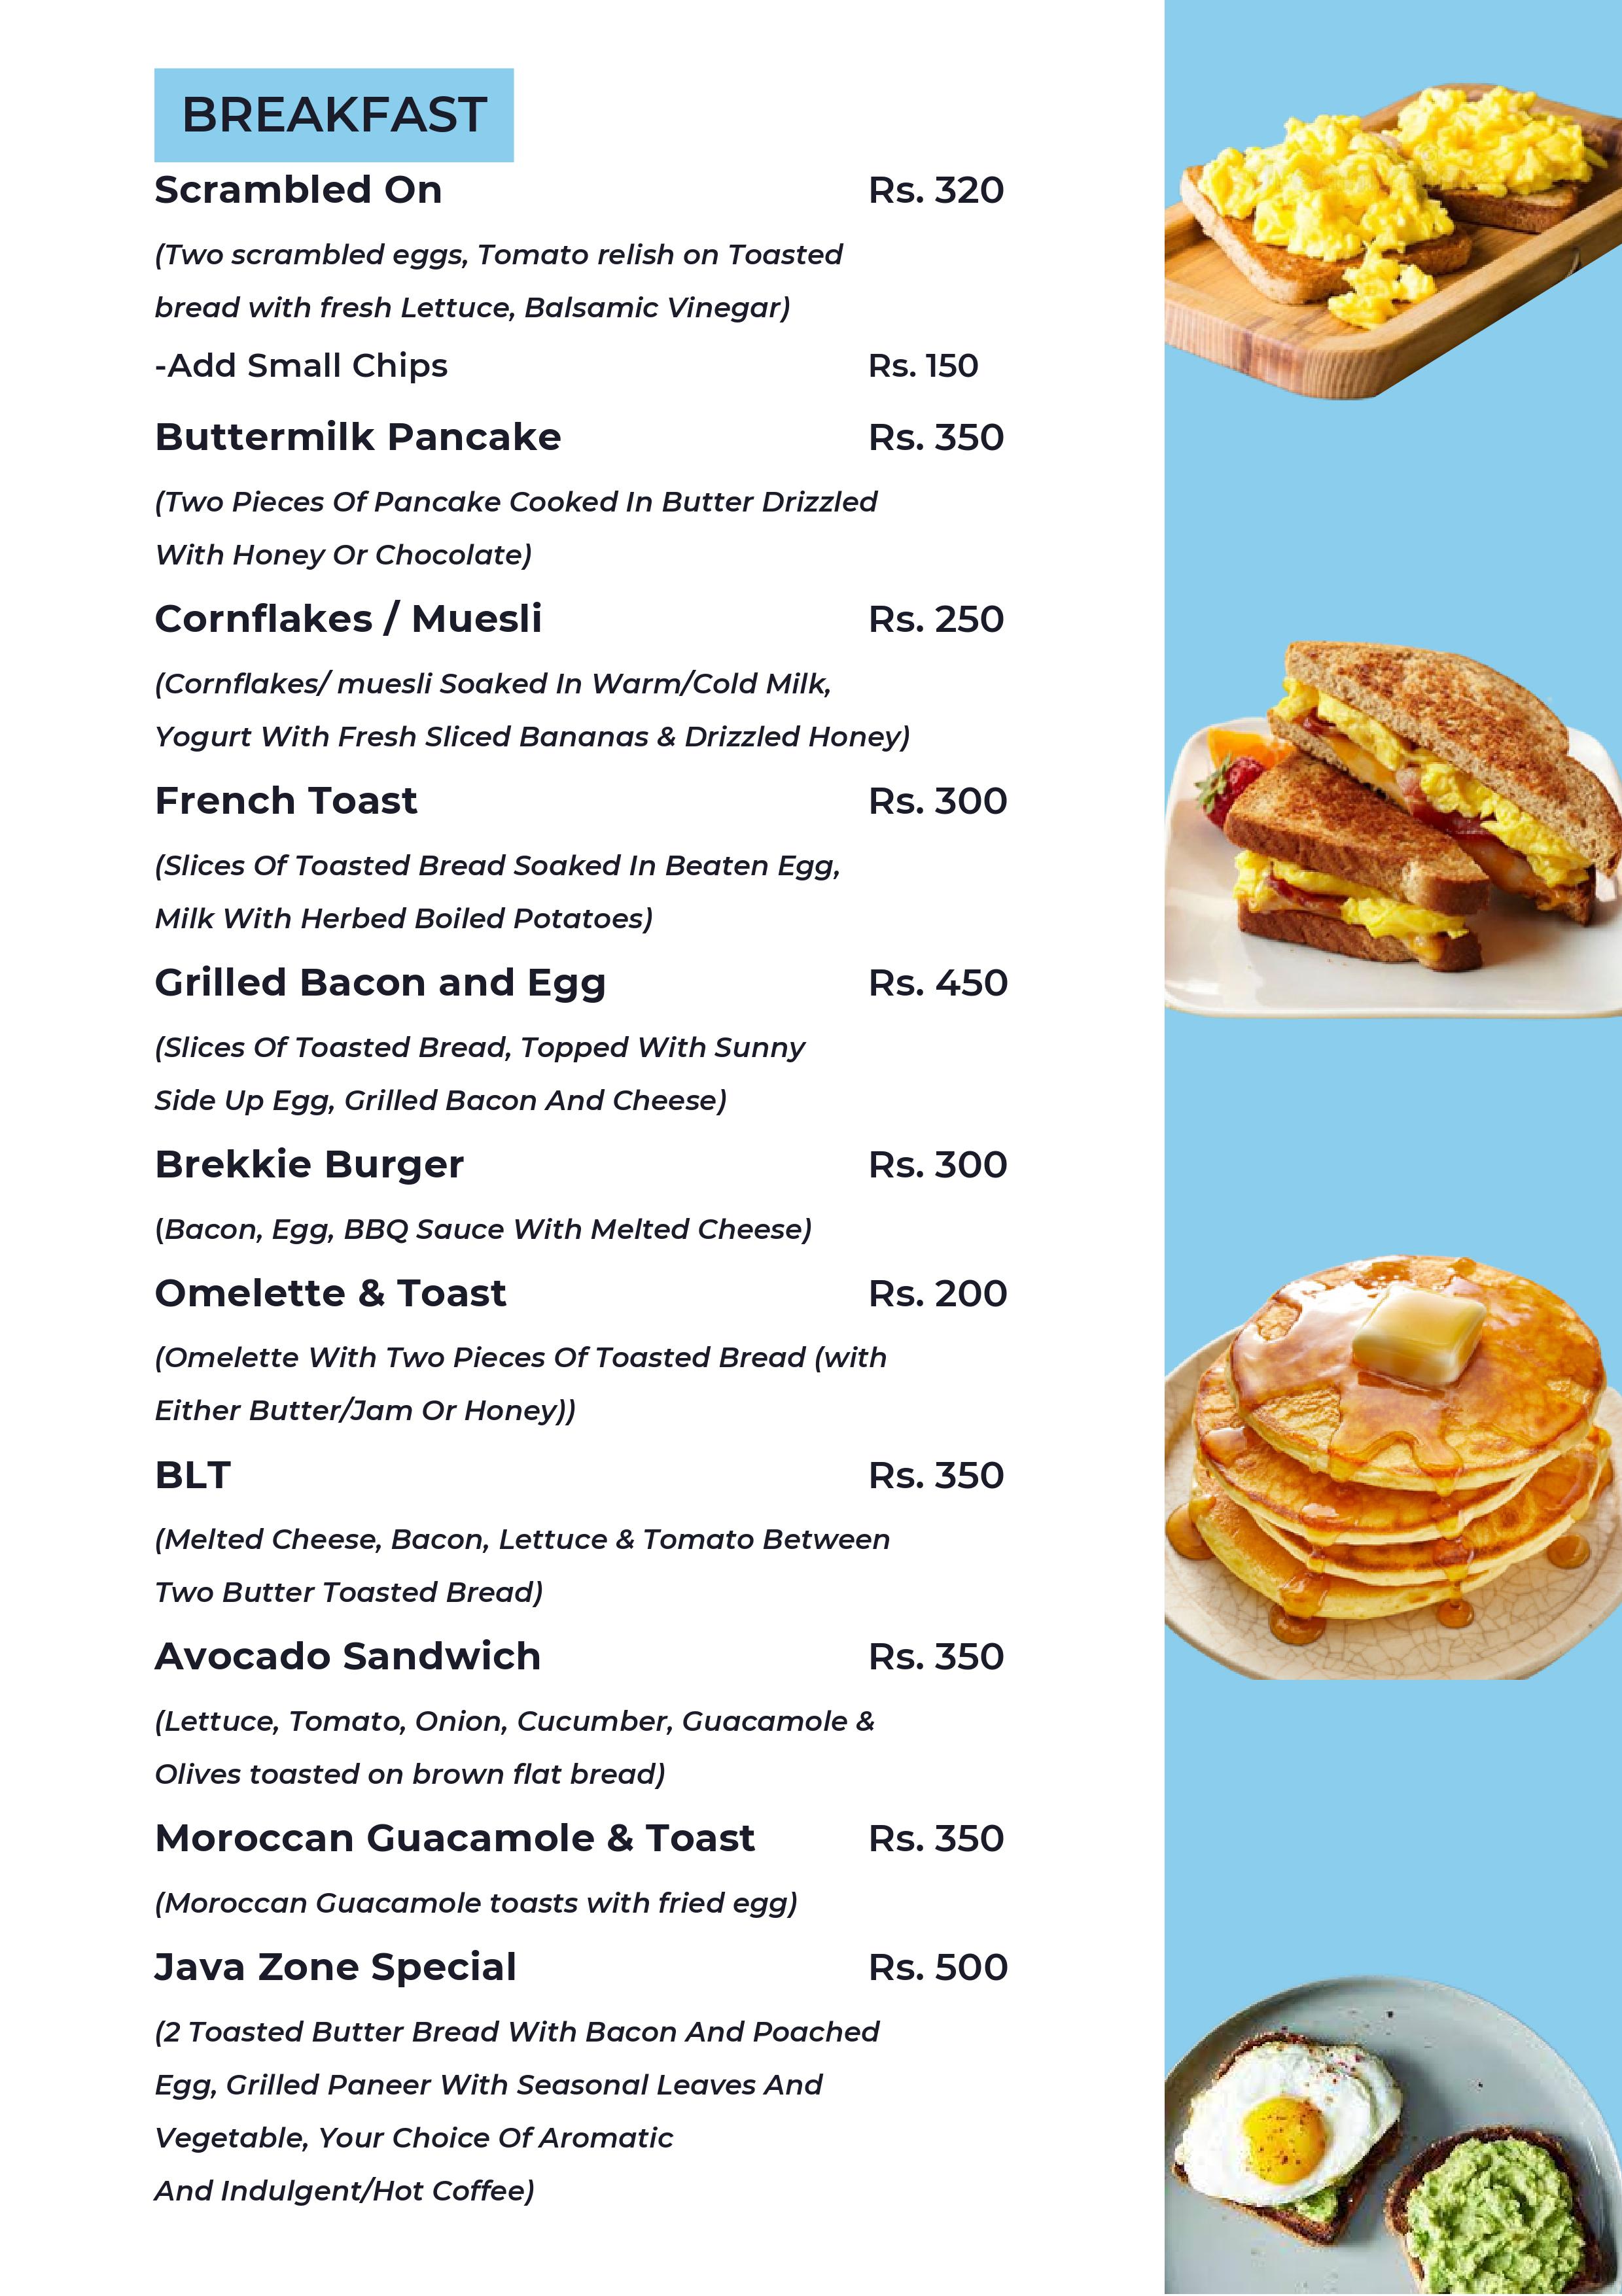 BREAKFAST
Scrambled On Rs. 320
(Two scrambled eggs, Tomato relish on Toasted
bread with fresh Lettuce, Balsamic Vinegar)
-Add Small Chips Rs. 150
Buttermilk Pancake Rs. 350
(Two Pieces Of Pancake Cooked In Butter Drizzled
With Honey Or Chocolate)
Cornflakes / Muesli Rs. 250
(Cornflakes/ muesli Soaked In Warm/Cold Milk,
Yogurt With Fresh Sliced Bananas & Drizzled Honey)
French Toast Rs. 300
(Slices Of Toasted Bread Soaked In Beaten Egg,
Milk With Herbed Boiled Potatoes)
Grilled Bacon and Egg Rs. 450
(Slices Of Toasted Bread, Topped With Sunny
Side Up Egg, Grilled Bacon And Cheese)
Brekkie Burger Rs. 300
(Bacon, Egg, BBQ Sauce With Melted Cheese)
Omelette & Toast Rs. 200
(Omelette With Two Pieces Of Toasted Bread (with
Either Butter/Jam Or Honey))
BLT Rs. 350
(Melted Cheese, Bacon, Lettuce & Tomato Between
Two Butter Toasted Bread)
Avocado Sandwich Rs. 350
(Lettuce, Tomato, Onion, Cucumber, Guacamole &
Olives toasted on brown flat bread)
Moroccan Guacamole & Toast Rs. 350
(Moroccan Guacamole toasts with fried egg)
Java Zone Special Rs. 500
(2 Toasted Butter Bread With Bacon And Poached
Egg, Grilled Paneer With Seasonal Leaves And
Vegetable, Your Choice Of Aromatic
And Indulgent/Hot Coffee)